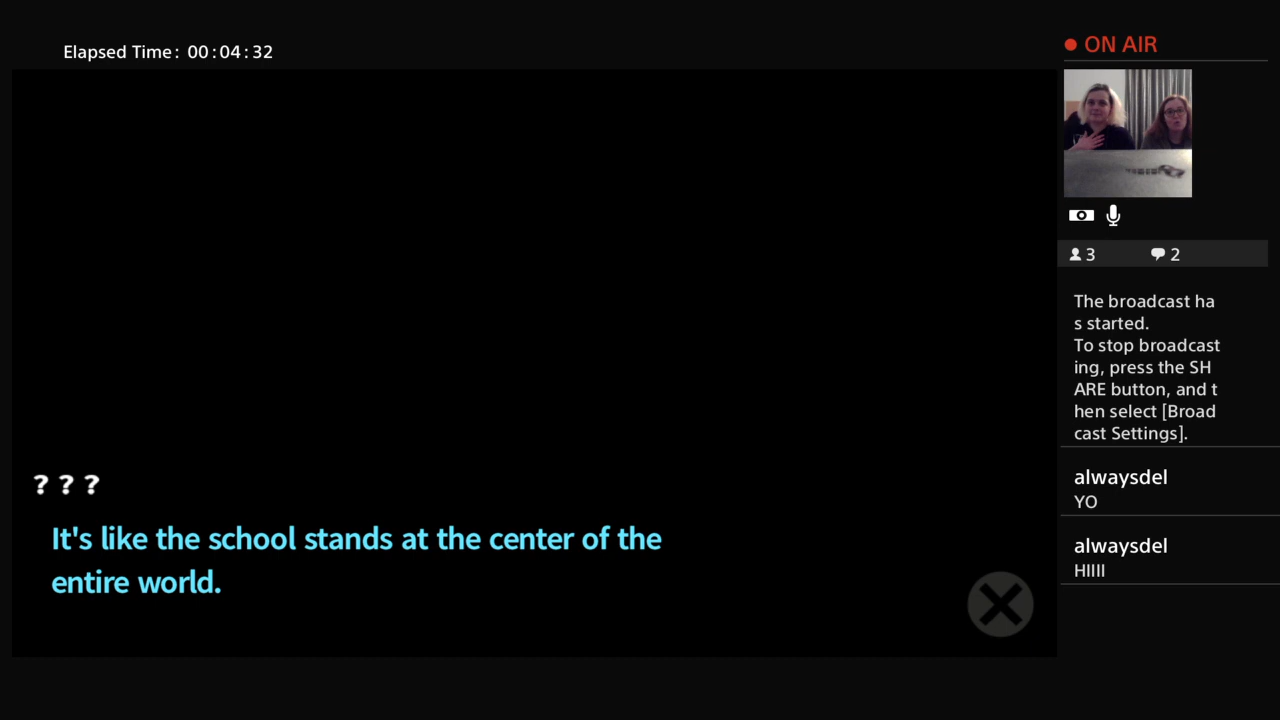 Elapsed Time: 00:04:32
ON AIR
3 2
The broadcast ha
s started.
To stop broadcast
ing, press the SH
ARE button, and t
hen select [Broad
cast Settings].
alwaysdel
YO
alwaysdel
HIIII
? ? ?
It's like the school stands at the center of the
entire world.